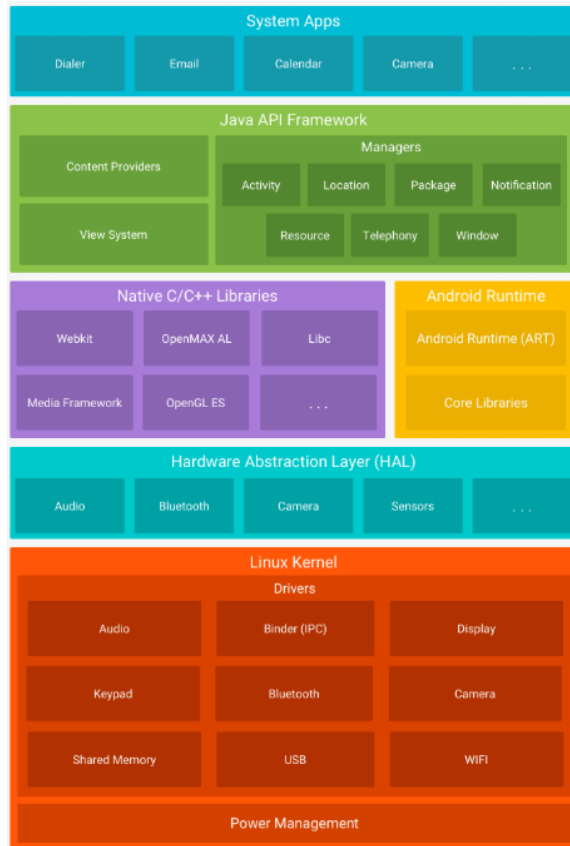 System Apps
Dialer Email Calendar Camera . . .
Java API Framework
Content Providers
View System
Managers
Activity Location Package Notification
Resource Telephony Window
Native C/C++ Libraries
Webkit OpenMAX AL Libc
Media Framework OpenGL ES . . .
Android Runtime
Android Runtime (ART)
Core Libraries
Hardware Abstraction Layer (HAL)
Audio Bluetooth Camera Sensors . . .
Linux Kernel
Drivers
Audio Binder (IPC) Display
Keypad Bluetooth Camera
Shared Memory USB WIFI
Power Management